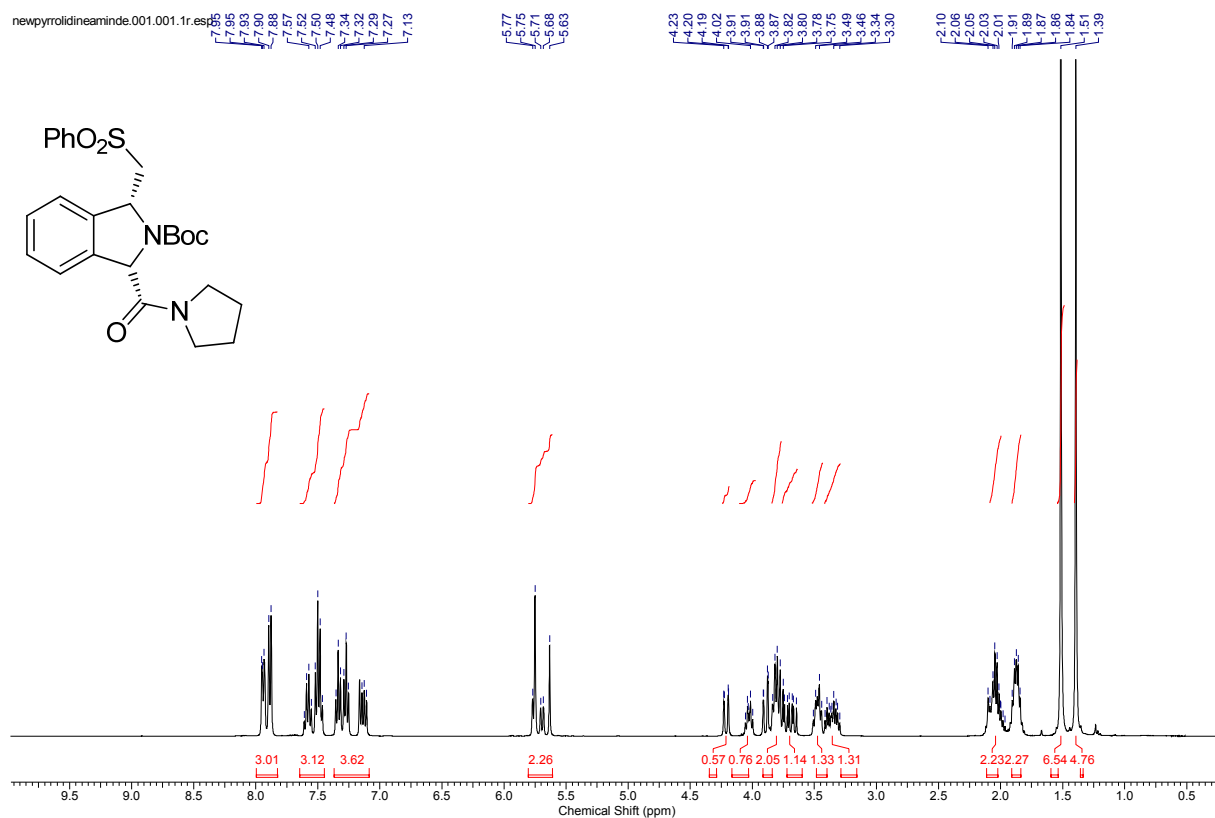 newpyrrolidineaminde.001.001.1r.esp
7.95 7.95 7.93 7.90 7.88 7.57 7.52 7.50 7.48 7.34 7.32 7.29 7.27 7.13 5.77 5.75 5.71 5.68 5.63 4.23 4.20 4.19 4.02 3.91 3.91 3.88 3.87 3.82 3.80 3.78 3.75 3.49 3.46 3.34 3.30 2.10 2.06 2.05 2.03 2.01 1.91 1.89 1.87 1.86 1.84 1.51 1.39
PhO2S
NBoc
N
O
3.01 3.12 3.62 2.26 0.57 0.76 2.05 1.14 1.33 1.31 2.23 2.27 6.54 4.76
9.5 9.0 8.5 8.0 7.5 7.0 6.5 6.0 5.5 5.0 4.5 4.0 3.5 3.0 2.5 2.0 1.5 1.0 0.5
Chemical Shift (ppm)